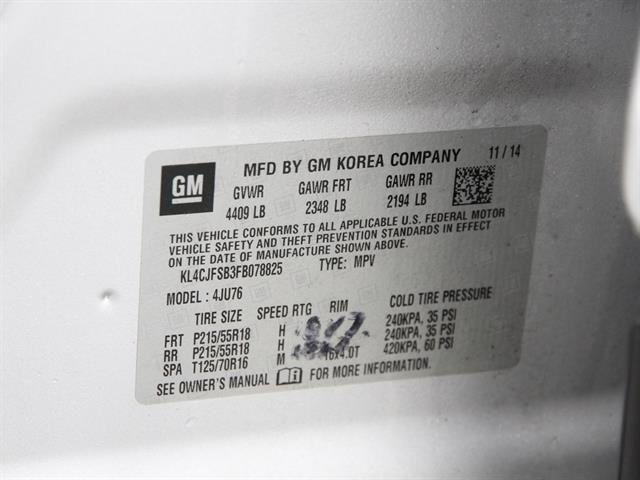 GM
MFD BY GM KOREA COMPANY 11 / 14
GVWR GAWR FRT GAWR RR
4409 LB 2348 LB 2194 LB
THIS VEHICLE CONFORMS TO ALL APPLICABLE U.S. FEDERAL MOTOR
VEHICLE SAFETY AND THEFT PREVENTION STANDARDS IN EFFECT
ON THE DATE OF MANUFACTURE SHOWN ABOVE.
KL4CJFSB3FB078825 TYPE: MPV
MODEL : 4JU76
TIRE SIZE SPEED RTG RIM COLD TIRE PRESSURE
FRT P215/55R18 H 240KPA, 35 PSI
RR P215/55R18 H 240KPA, 35 PSI
SPA T125/70R16 M 16x4.0T 420KPA, 60 PSI
SEE OWNER'S MANUAL FOR MORE INFORMATION.